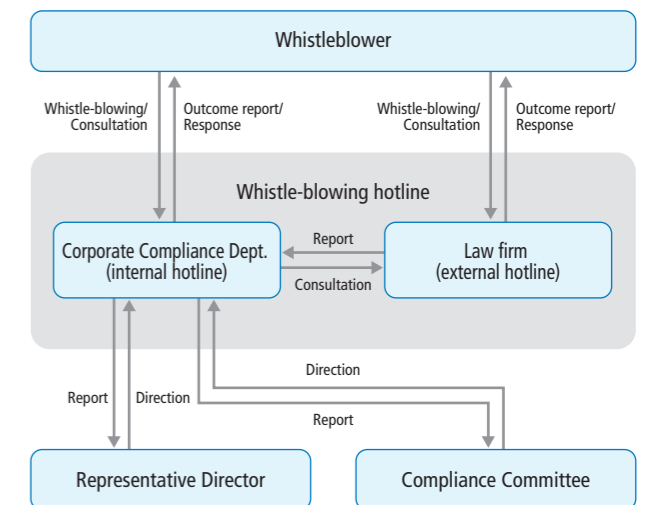 Whistleblower
Whistle-blowing/
Consultation
Outcome report/
Response
Whistle-blowing/
Consultation
Outcome report/
Response
Whistle-blowing hotline
Corporate Compliance Dept.
(internal hotline)
Report
Consultation
Law firm
(external hotline)
Report
Direction
Direction
Report
Representative Director
Compliance Committee